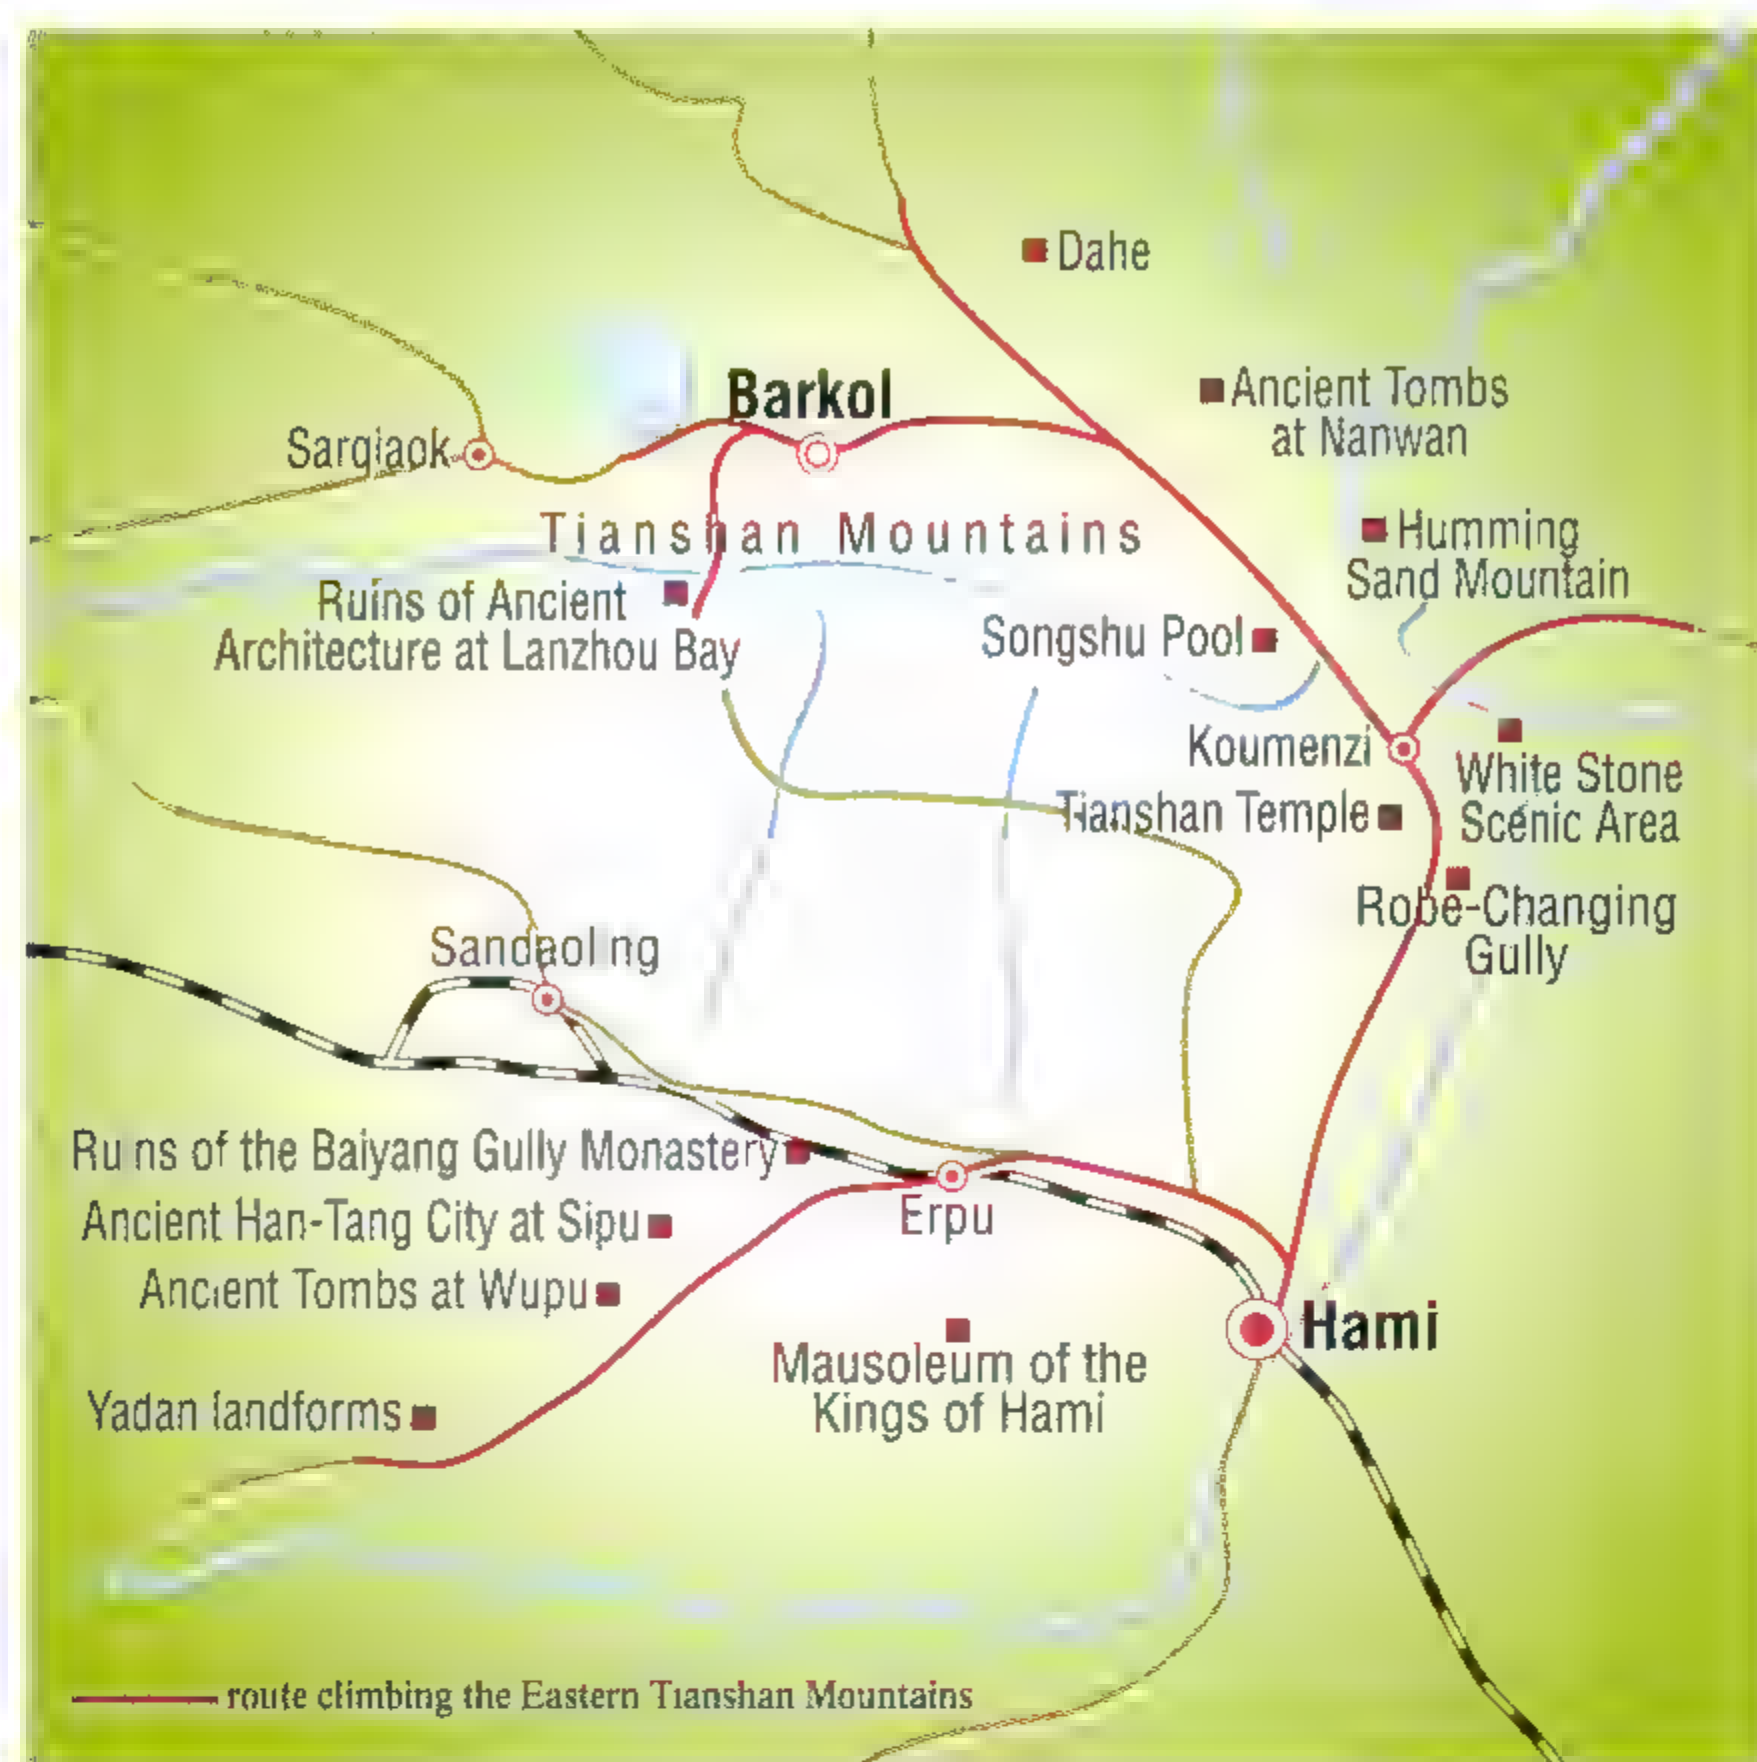 Dahe
Barkol
Ancient Tombs
at Nanwan
Sarqiaok
Tianshan Mountains
Humming
Sand Mountain
Ruins of Ancient
Architecture at Lanzhou Bay
Songshu Pool
Koumenzi
White Stone
Scenic Area
Tianshan Temple
Robe-Changing
Gully
Sandaoling
Ruins of the Baiyang Gully Monastery
Ancient Han-Tang City at Sipu
Erpu
Ancient Tombs at Wupu
Hami
Mausoleum of the
Kings of Hami
Yadan landforms
route climbing the Eastern Tianshan Mountains